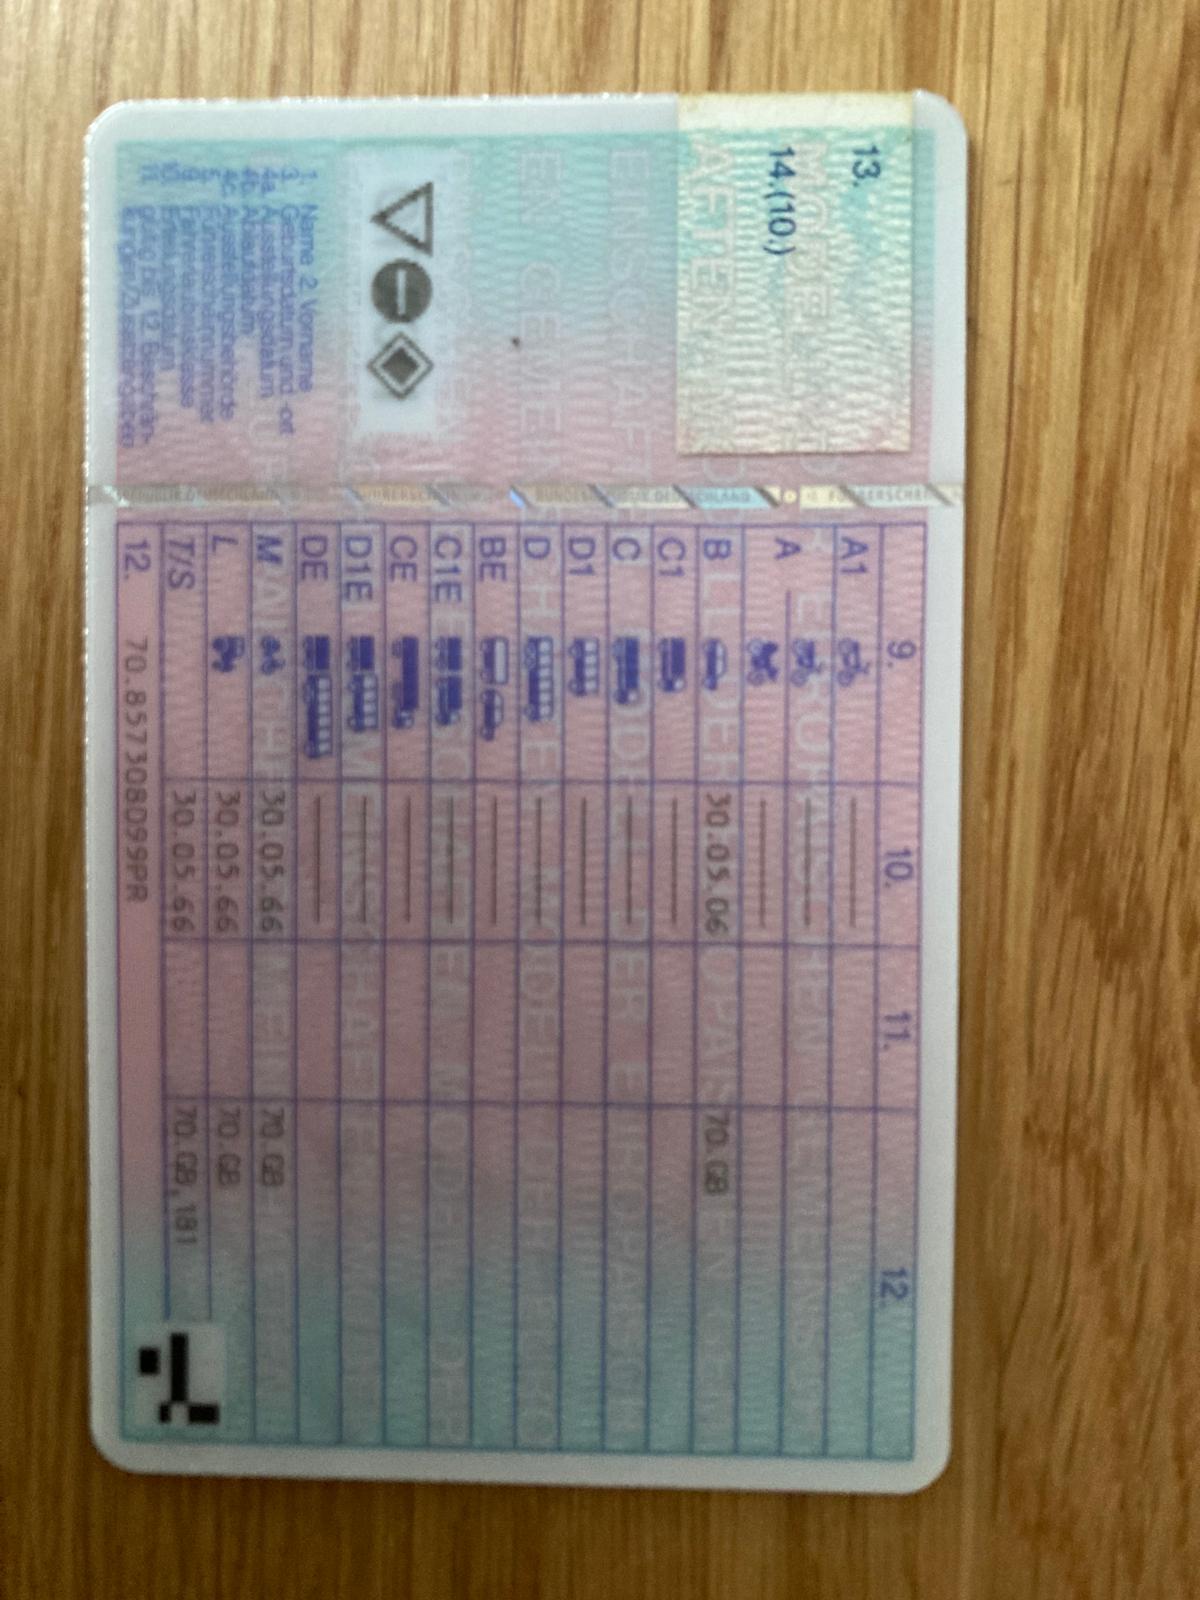 13.
14.(10.)
1. Name 2. Vorname
3. Geburtsdatum und -ort
4a. Ausstellungsdatum
4b. Ablaufdatum
4c. Ausstellungsbehörde
5. Führerscheinnummer
9. Fahrerlaubnisklasse
10. Erteilungsdatum
11. gültig bis 12. Beschrän-
kungen/Zusatzangaben
9. 10. 11. 12.
A1
A
B 30.05.06 70.GB
C1
C
D1
D
BE
C1E
CE
D1E
DE
M 30.05.66 70.GB
L 30.05.66 70.GB
T/S 30.05.66 70.GB,181
12. 70.857308099PR